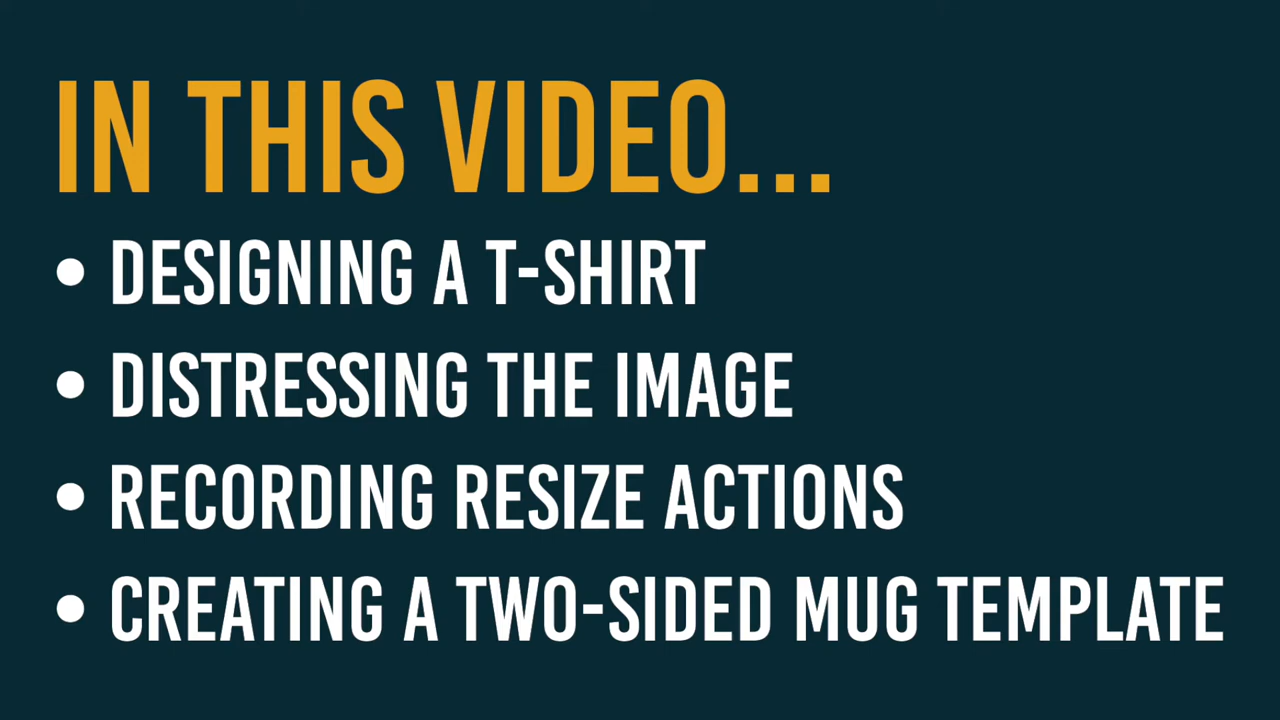 IN THIS VIDEO...
• DESIGNING A T-SHIRT
• DISTRESSING THE IMAGE
• RECORDING RESIZE ACTIONS
• CREATING A TWO-SIDED MUG TEMPLATE